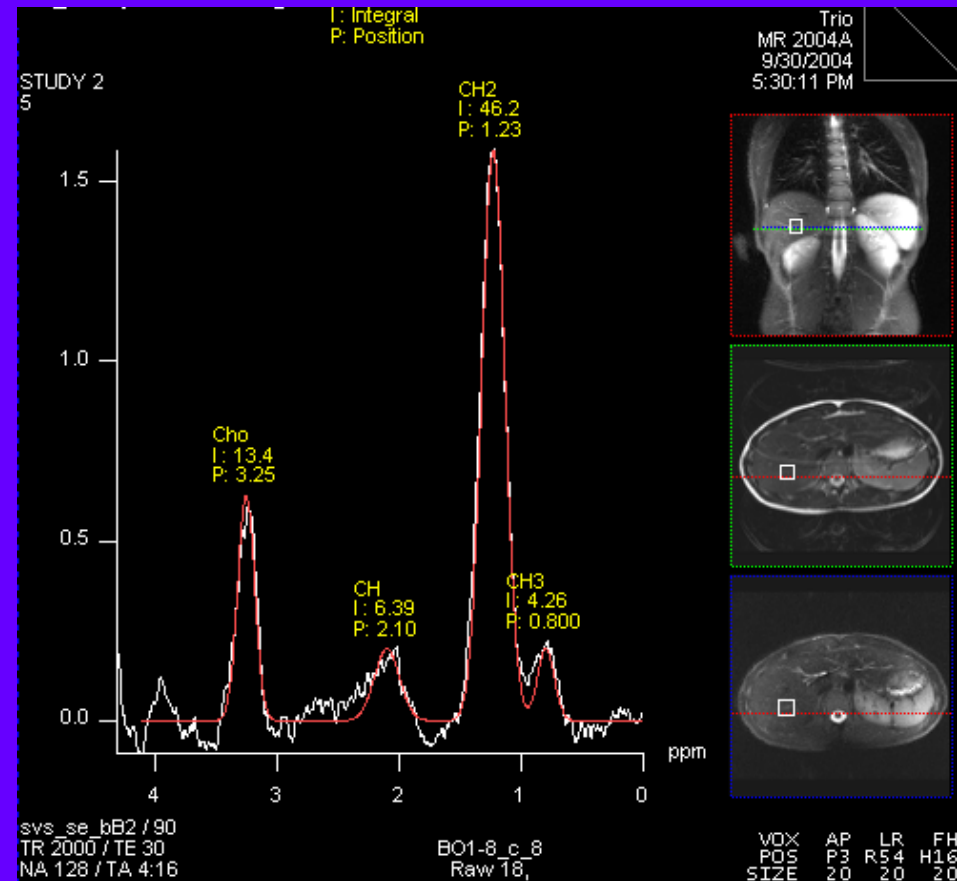 I: Integral
P: Position
Trio
MR 2004A
9/30/2004
5:30:11 PM
STUDY 2
5
CH2
I: 46.2
P: 1.23
1.5
1.0
Cho
I: 13.4
P: 3.25
0.5
CH
I: 6.39
P: 2.10
CH3
I: 4.26
P: 0.800
0.0
ppm
4 3 2 1 0
svs_se_bB2 / 90
TR 2000 / TE 30
NA 128 / TA 4:16
BO1-8_c_8
Raw 18,
VOX AP LR FH
POS P3 R54 H16
SIZE 20 20 20